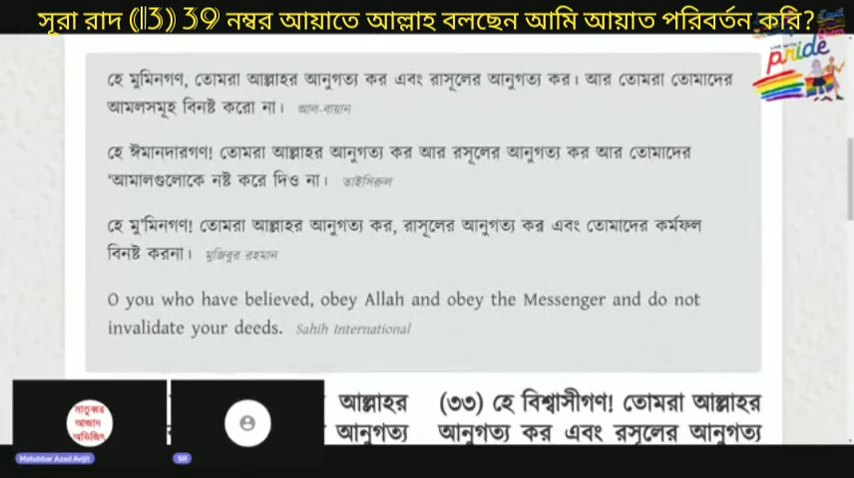 সূরা রাদ (13) 39 নম্বর আয়াতে আল্লাহ বলছেন আমি আয়াত পরিবর্তন করি?
pride
হে মুমিনগণ, তোমরা আল্লাহর আনুগত্য কর এবং রাসূলের আনুগত্য কর। আর তোমরা তোমাদের
আমলসমূহ বিনষ্ট করো না। আল-বায়ান
হে ঈমানদারগণ! তোমরা আল্লাহর আনুগত্য কর আর রসূলের আনুগত্য কর আর তোমাদের
‘আমালগুলোকে নষ্ট করে দিও না। তাইসিরুল
হে মু'মিনগণ! তোমরা আল্লাহর আনুগত্য কর, রাসূলের আনুগত্য কর এবং তোমাদের কর্মফল
বিনষ্ট করনা। মুজিবুর রহমান
O you who have believed, obey Allah and obey the Messenger and do not
invalidate your deeds. Sahih International
আল্লাহর (৩৩) হে বিশ্বাসীগণ! তোমরা আল্লাহর
আনুগত্য আনুগত্য কর এবং রসূলের আনুগত্য
মাতুব্বর
আজাদ
অভিজিৎ
Matubbar Azad Avijit
SR